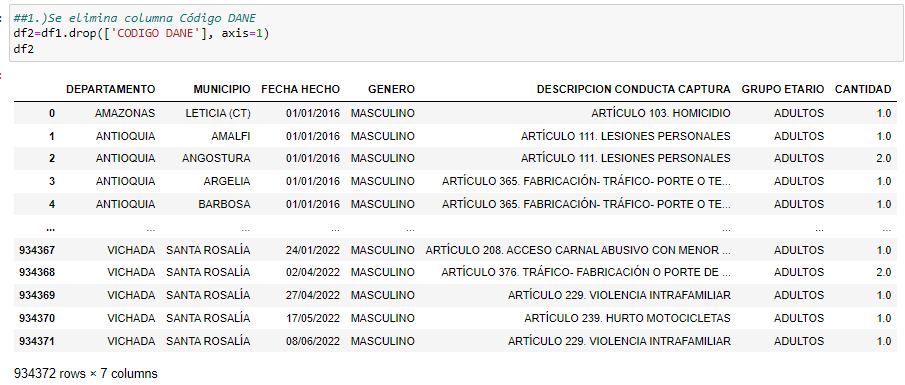 ##1.)Se elimina columna Código DANE
df2=df1.drop(['CODIGO DANE'], axis=1)
df2
DEPARTAMENTO MUNICIPIO FECHA HECHO GENERO DESCRIPCION CONDUCTA CAPTURA GRUPO ETARIO CANTIDAD
0 AMAZONAS LETICIA (CT) 01/01/2016 MASCULINO ARTÍCULO 103. HOMICIDIO ADULTOS 1.0
1 ANTIOQUIA AMALFI 01/01/2016 MASCULINO ARTÍCULO 111. LESIONES PERSONALES ADULTOS 1.0
2 ANTIOQUIA ANGOSTURA 01/01/2016 MASCULINO ARTÍCULO 111. LESIONES PERSONALES ADULTOS 2.0
3 ANTIOQUIA ARGELIA 01/01/2016 MASCULINO ARTÍCULO 365. FABRICACIÓN- TRÁFICO- PORTE O TE... ADULTOS 1.0
4 ANTIOQUIA BARBOSA 01/01/2016 MASCULINO ARTÍCULO 365. FABRICACIÓN- TRÁFICO- PORTE O TE... ADULTOS 1.0
... ... ... ... ... ... ... ...
934367 VICHADA SANTA ROSALÍA 24/01/2022 MASCULINO ARTÍCULO 208. ACCESO CARNAL ABUSIVO CON MENOR ... ADULTOS 1.0
934368 VICHADA SANTA ROSALÍA 02/04/2022 MASCULINO ARTÍCULO 376. TRÁFICO- FABRICACIÓN O PORTE DE ... ADULTOS 2.0
934369 VICHADA SANTA ROSALÍA 27/04/2022 MASCULINO ARTÍCULO 229. VIOLENCIA INTRAFAMILIAR ADULTOS 1.0
934370 VICHADA SANTA ROSALÍA 17/05/2022 MASCULINO ARTÍCULO 239. HURTO MOTOCICLETAS ADULTOS 1.0
934371 VICHADA SANTA ROSALÍA 08/06/2022 MASCULINO ARTÍCULO 229. VIOLENCIA INTRAFAMILIAR ADULTOS 1.0
934372 rows × 7 columns